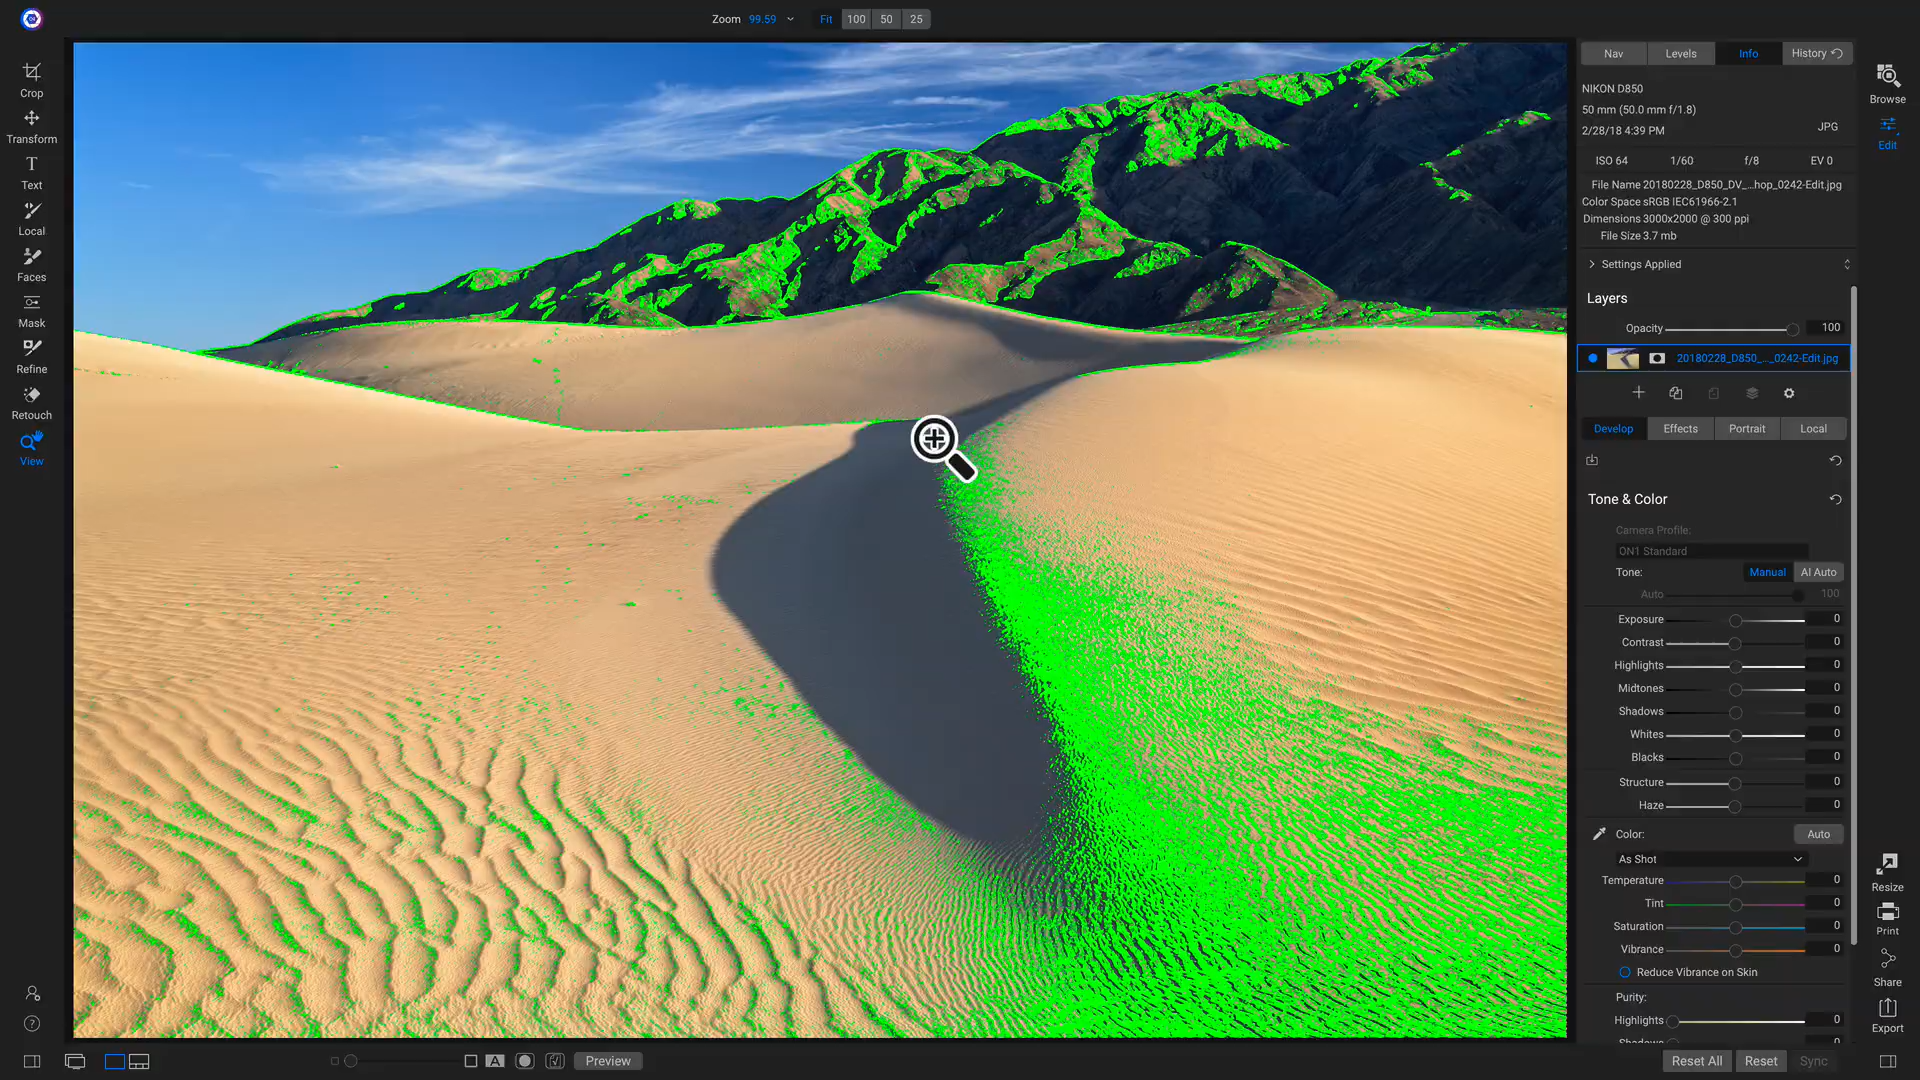 Zoom 99.59 Fit 100 50 25
Crop
Transform
Text
Local
Faces
Mask
Refine
Retouch
View
Nav Levels Info History
NIKON D850
50 mm (50.0 mm f/1.8)
2/28/18 4:39 PM JPG
ISO 64 1/60 f/8 EV 0
File Name 20180228_D850_DV_...hop_0242-Edit.jpg
Color Space sRGB IEC61966-2.1
Dimensions 3000x2000 @ 300 ppi
File Size 3.7 mb
Settings Applied
Layers
Opacity 100
20180228_D850_..._0242-Edit.jpg
Develop Effects Portrait Local
Tone & Color
Camera Profile:
ON1 Standard
Tone: Manual AI Auto
Auto 100
Exposure 0
Contrast 0
Highlights 0
Midtones 0
Shadows 0
Whites 0
Blacks 0
Structure 0
Haze 0
Color: Auto
As Shot
Temperature 0
Tint 0
Saturation 0
Vibrance 0
Reduce Vibrance on Skin
Purity:
Highlights 0
Browse
Edit
Resize
Print
Share
Export
A Preview
Reset All Reset Sync